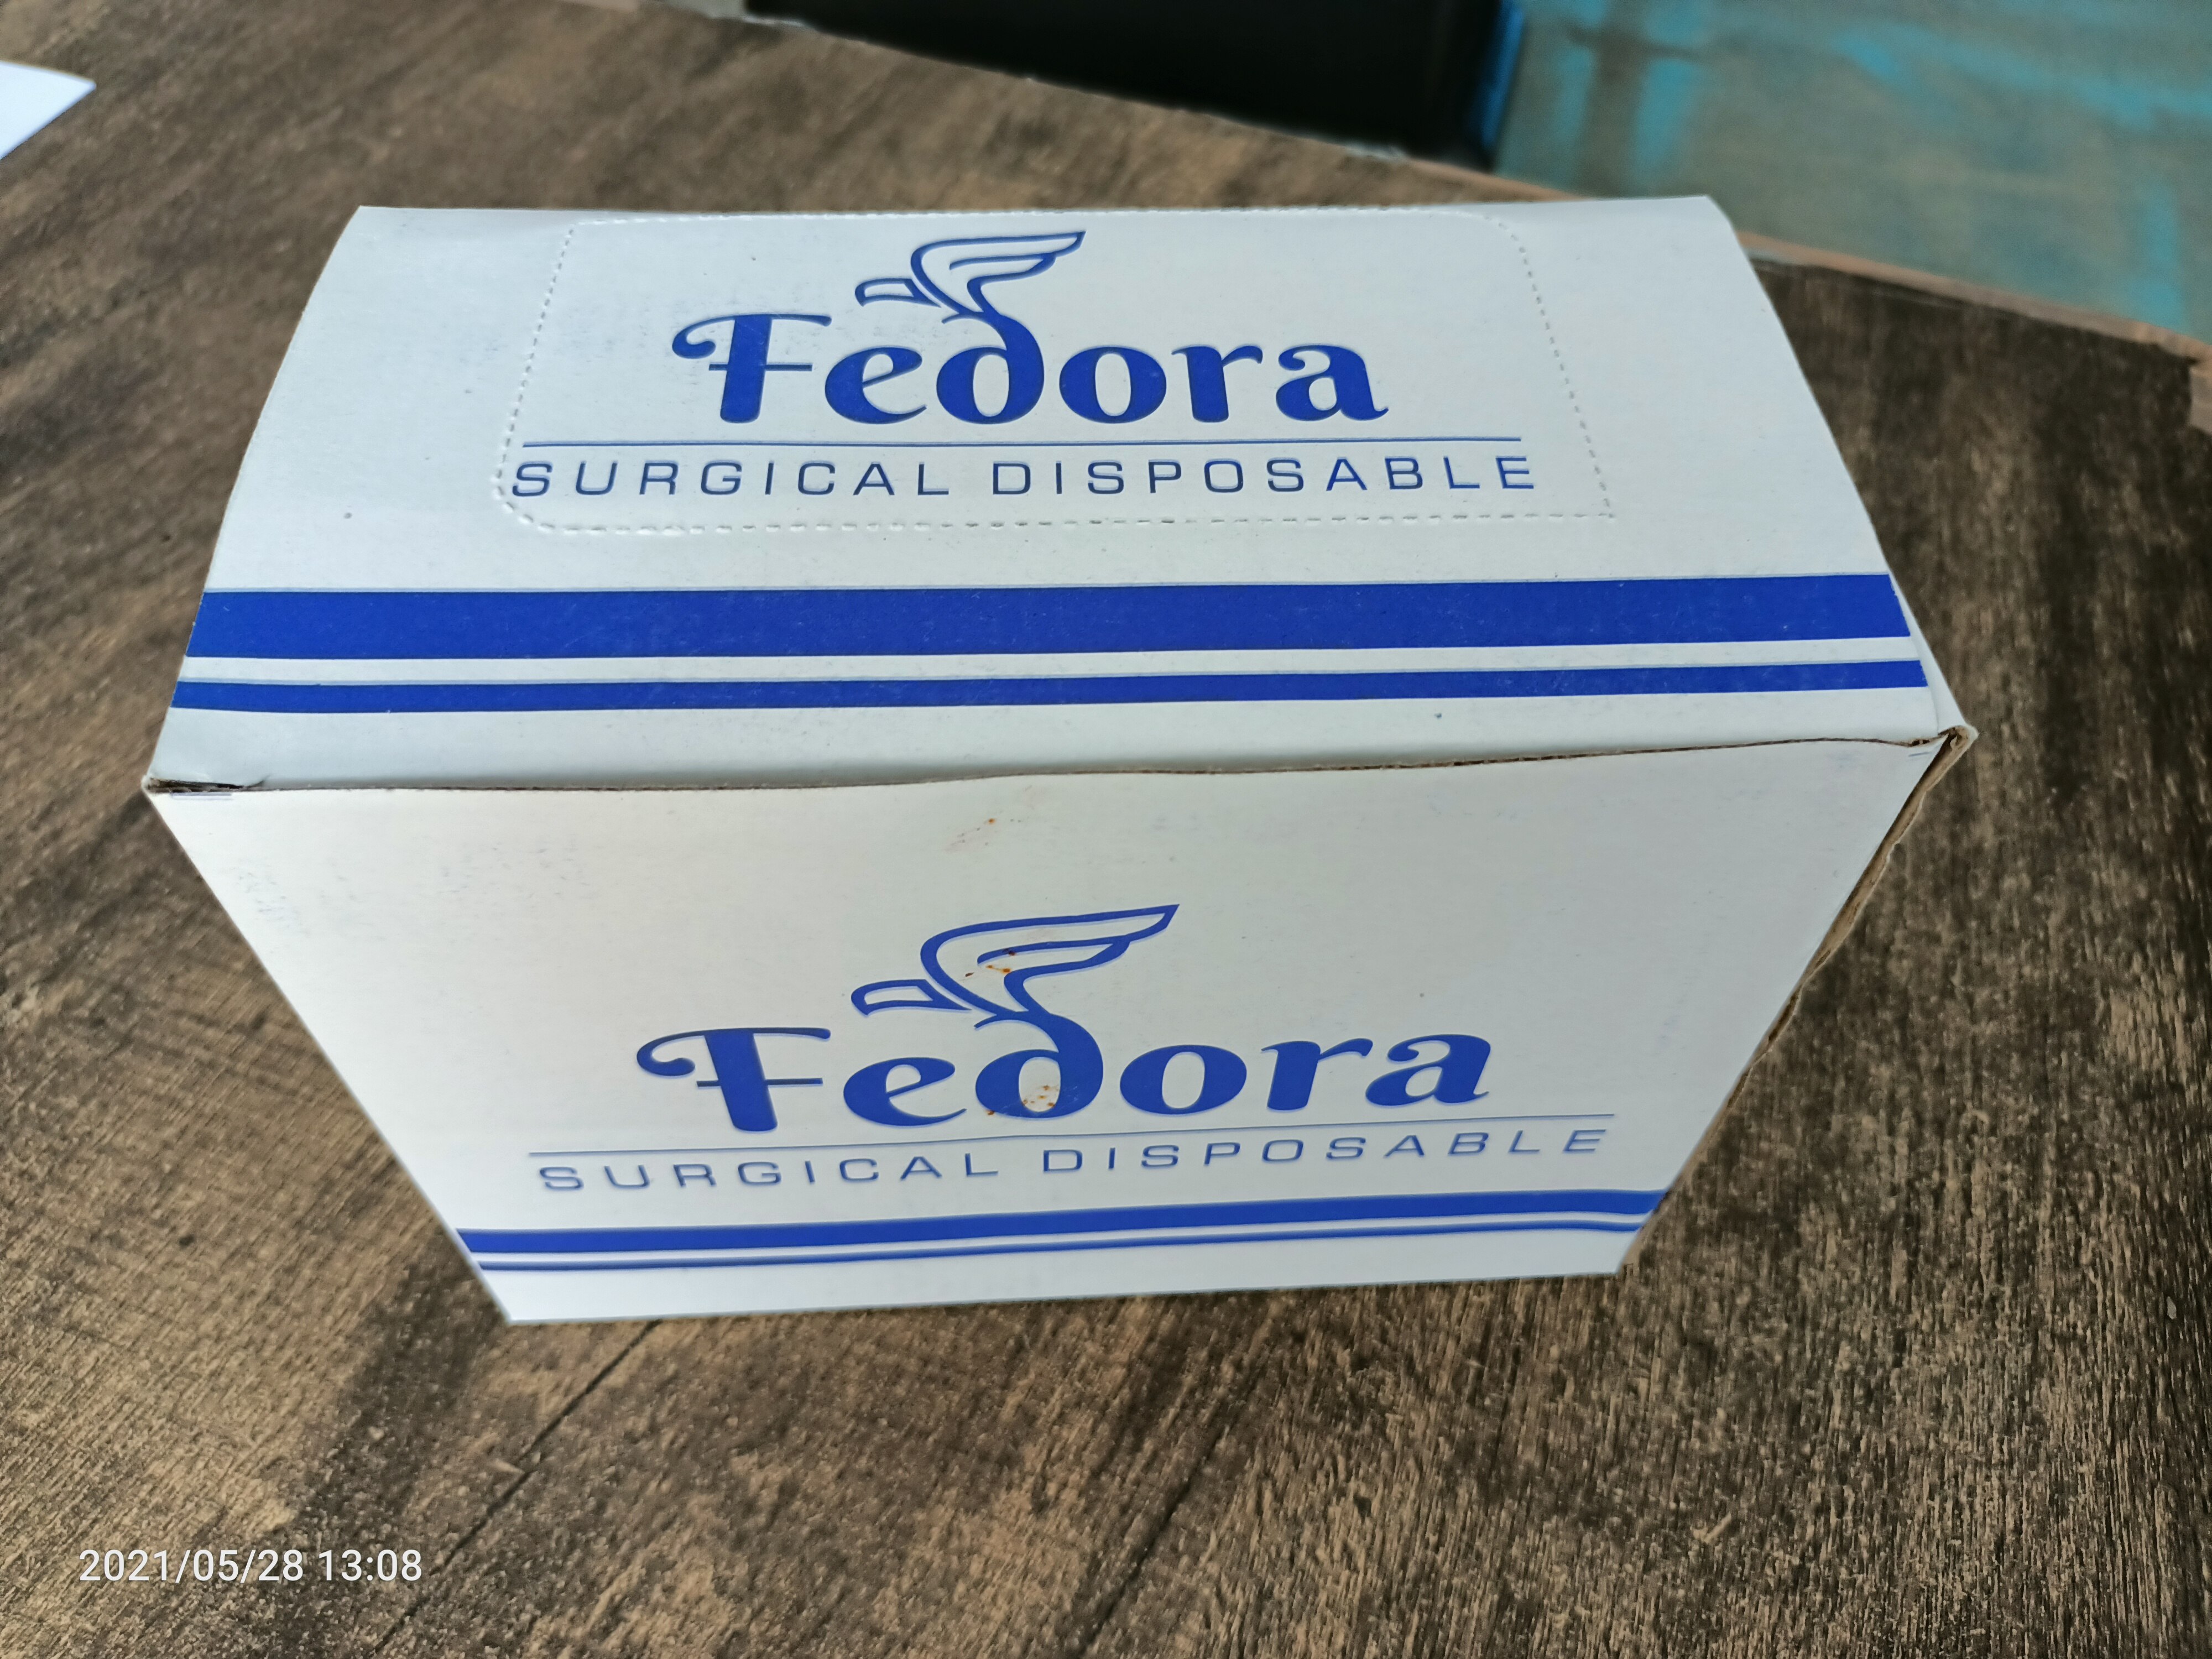 Fedora
SURGICAL DISPOSABLE
Fedora
SURGICAL DISPOSABLE
2021/05/28 13:08